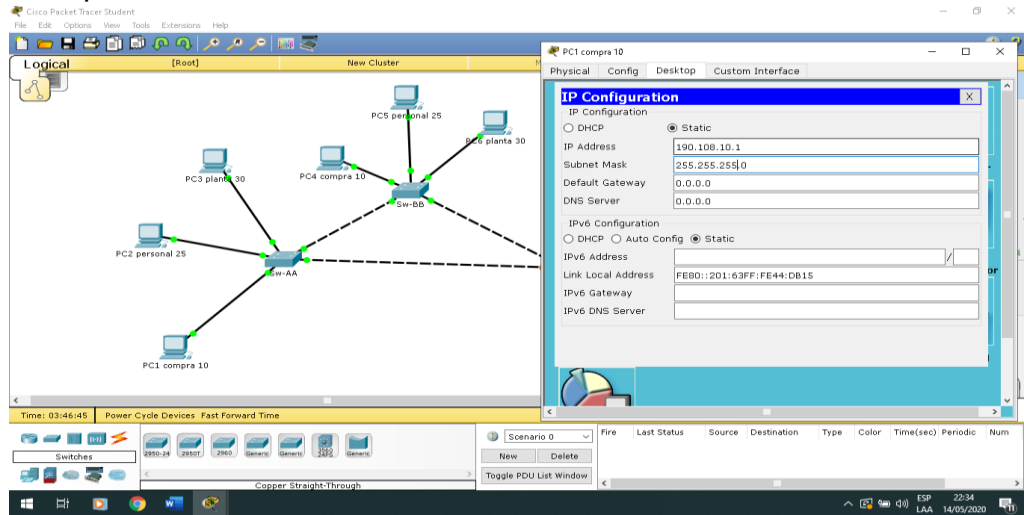 Cisco Packet Tracer Student
File Edit Options View Tools Extensions Help
Logical [Root] New Cluster
PC5 personal 25
PC6 planta 30
PC4 compra 10
PC3 planta 30
Sw-BB
PC2 personal 25
Sw-AA
PC1 compra 10
PC1 compra 10
Physical Config Desktop Custom Interface
IP Configuration X
IP Configuration
DHCP Static
IP Address 190.108.10.1
Subnet Mask 255.255.255.0
Default Gateway 0.0.0.0
DNS Server 0.0.0.0
IPv6 Configuration
DHCP Auto Config Static
IPv6 Address /
Link Local Address FE80::201:63FF:FE44:DB15
IPv6 Gateway
IPv6 DNS Server
Time: 03:46:45 Power Cycle Devices Fast Forward Time
Switches
2950-24 2950T 2960 Generic Generic Generic
Copper Straight-Through
Scenario 0
New Delete
Toggle PDU List Window
Fire Last Status Source Destination Type Color Time(sec) Periodic Num
ESP 22:34
LAA 14/05/2020